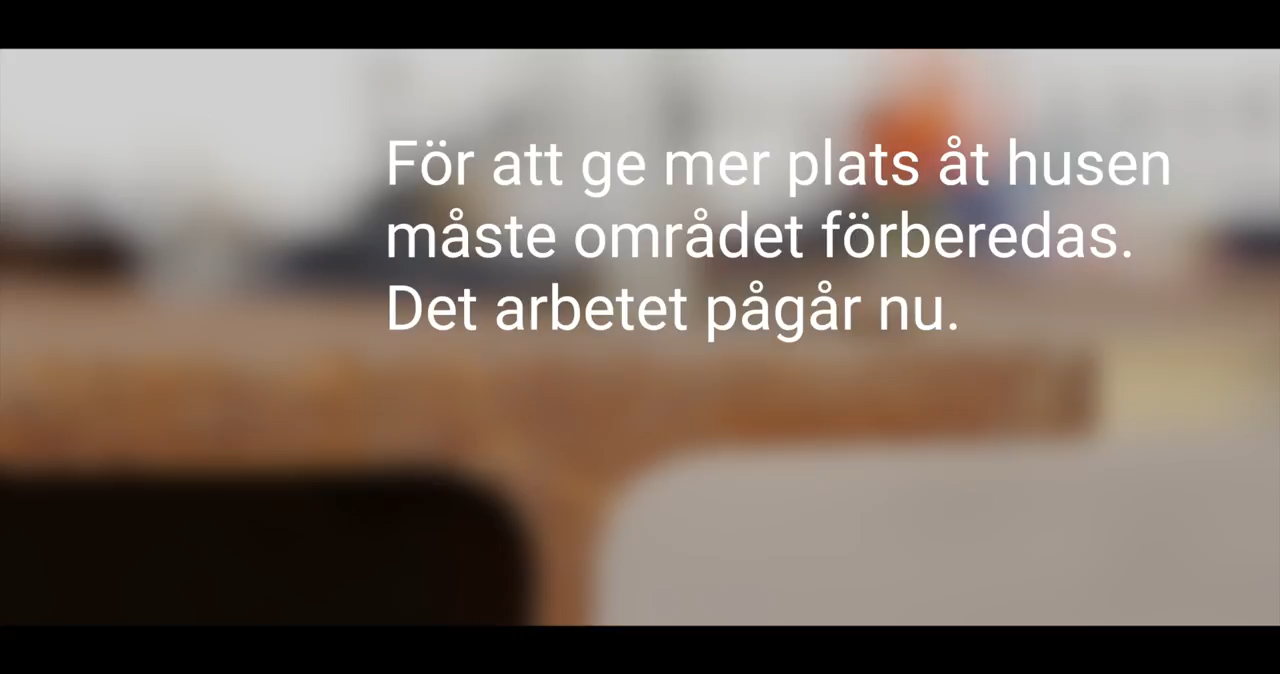 För att ge mer plats åt husen
måste området förberedas.
Det arbetet pågår nu.